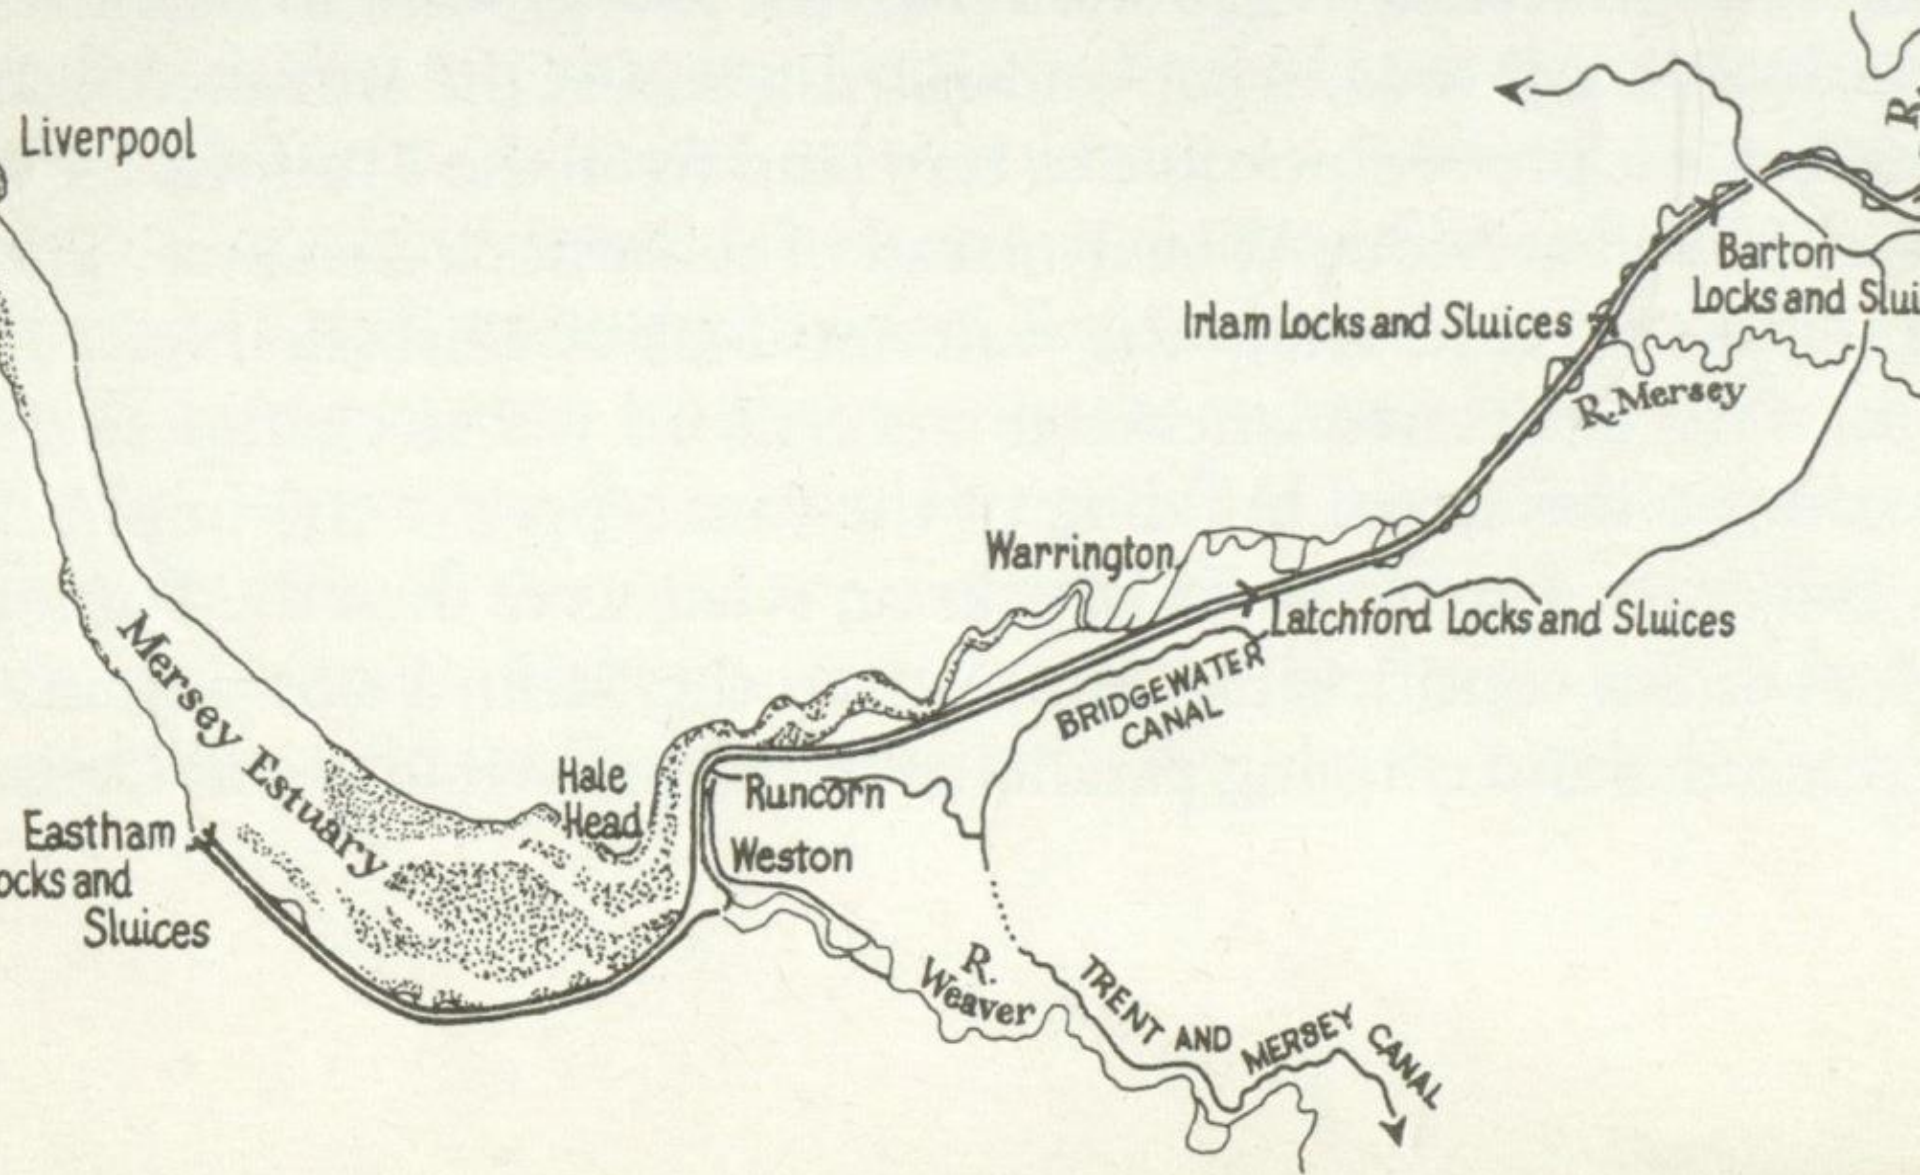 Liverpool
R.
Barton
Locks and Slui
Irlam Locks and Sluices
R. Mersey
Warrington
Latchford Locks and Sluices
BRIDGEWATER
CANAL
Mersey Estuary
Hale
Head
Runcorn
Weston
Eastham
ocks and
Sluices
R.
Weaver
TRENT AND MERSEY CANAL